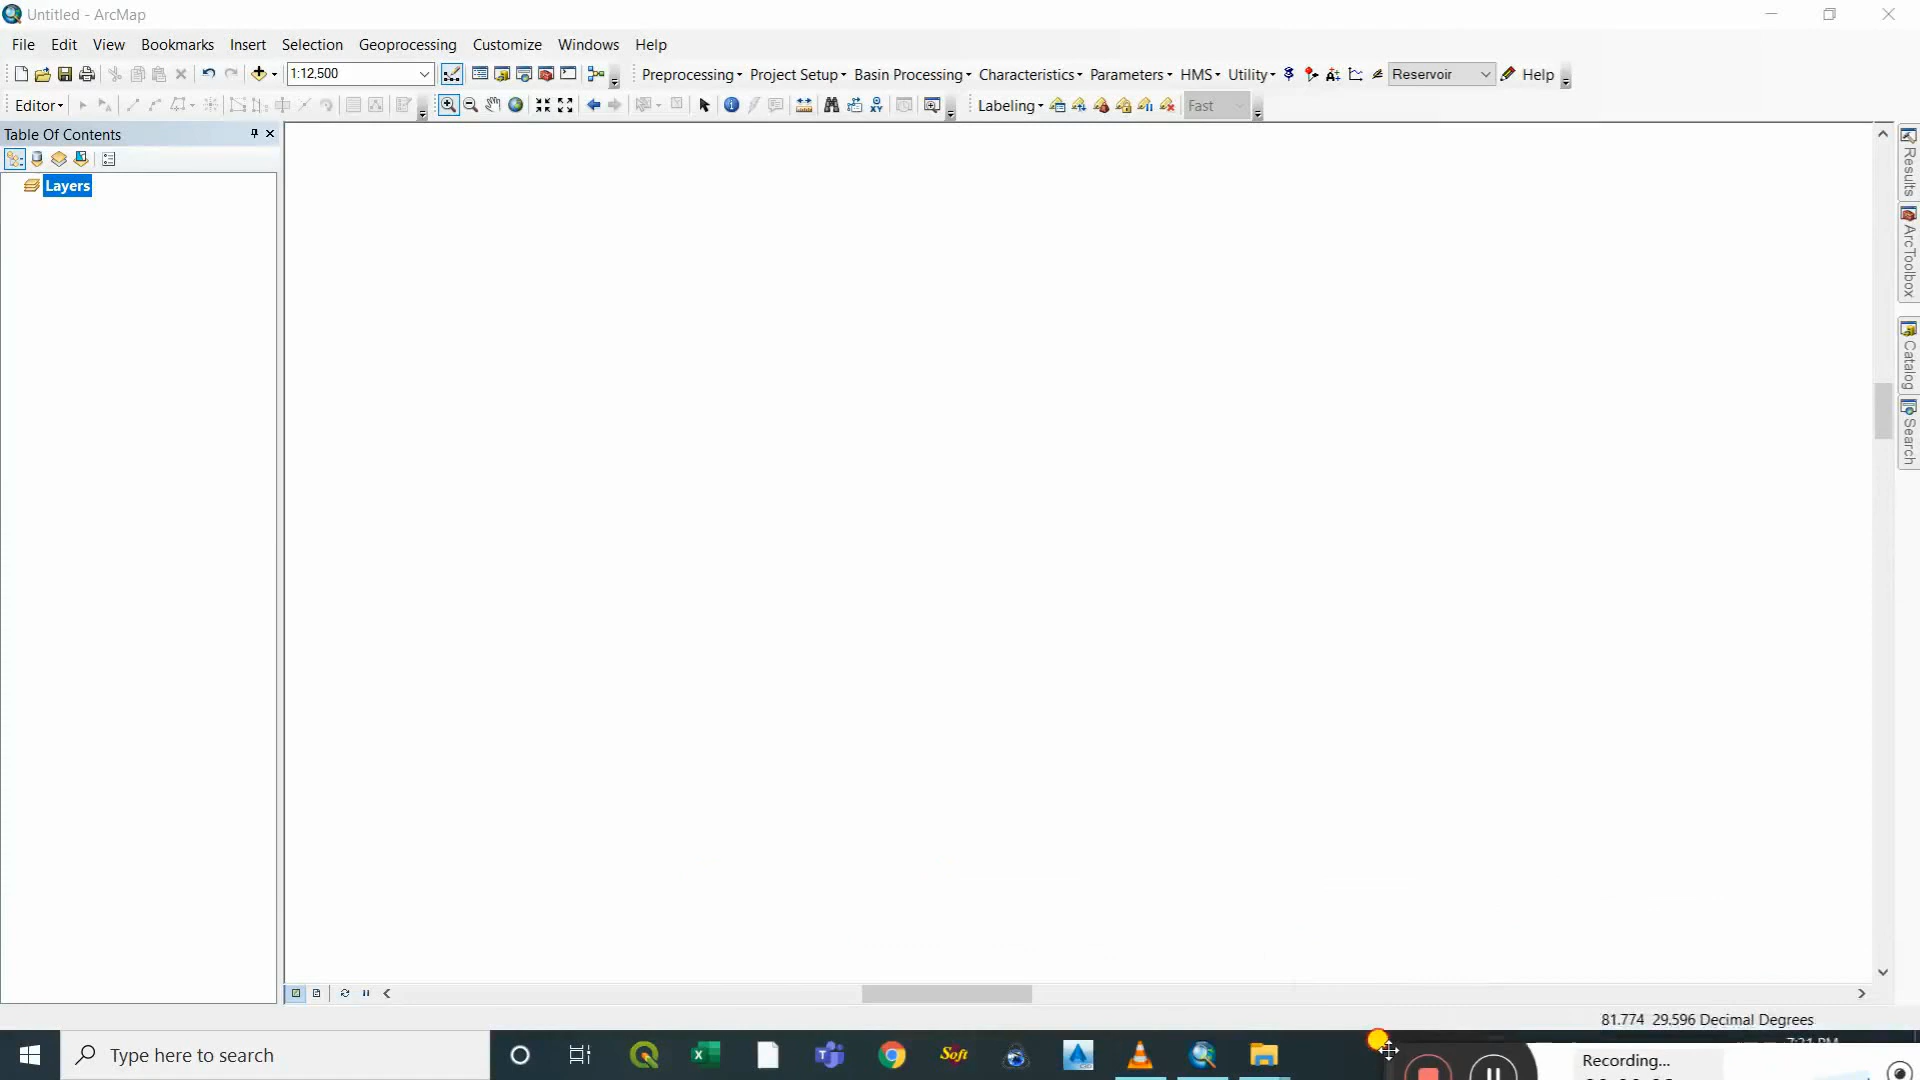 Untitled - ArcMap
File Edit View Bookmarks Insert Selection Geoprocessing Customize Windows Help
1:12,500 Preprocessing Project Setup Basin Processing Characteristics Parameters HMS Utility Reservoir Help
Editor Labeling Fast
Table Of Contents
Layers
Results
ArcToolbox
Catalog
Search
81.774 29.596 Decimal Degrees
Type here to search
Soft
Recording...